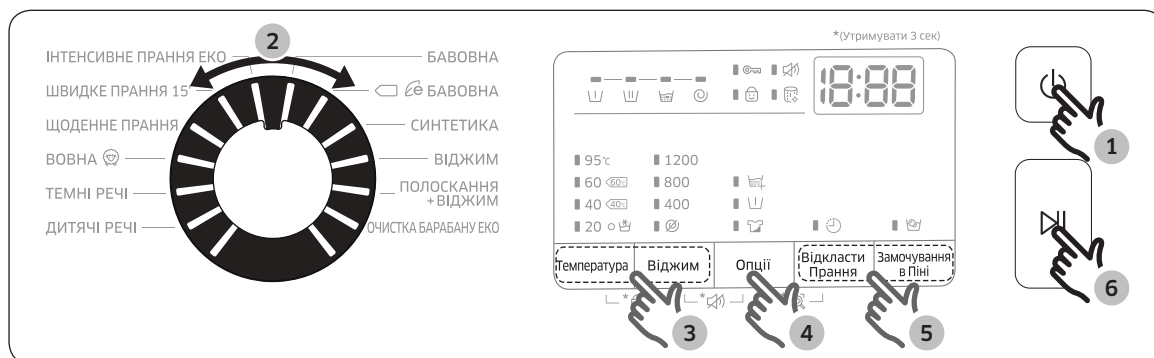 *(Утримувати 3 сек)
2
ІНТЕНСИВНЕ ПРАННЯ ЕКО
БАВОВНА
ШВИДКЕ ПРАННЯ 15'
БАВОВНА
ЩОДЕННЕ ПРАННЯ
СИНТЕТИКА
ВОВНА
ВІДЖИМ
ТЕМНІ РЕЧІ
ПОЛОСКАННЯ
+ВІДЖИМ
ДИТЯЧІ РЕЧІ
ОЧИСТКА БАРАБАНУ ЕКО
18:88
95℃ 1200
60 60℃ 800
40 40℃ 400
20
Температура
Віджим
Опції
Відкласти
Прання
Замочування
в Піні
*
*
3
4
5
1
6